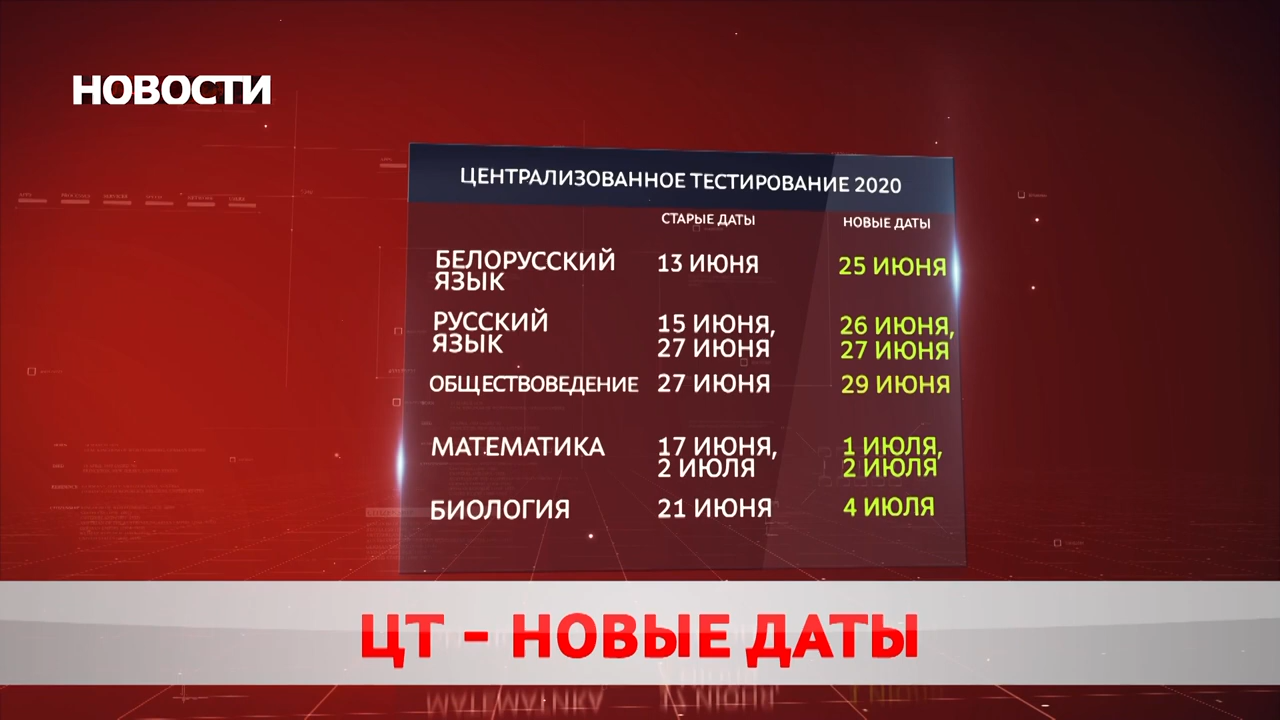 НОВОСТИ
ЦЕНТРАЛИЗОВАННОЕ ТЕСТИРОВАНИЕ 2020
СТАРЫЕ ДАТЫ НОВЫЕ ДАТЫ
БЕЛОРУССКИЙ ЯЗЫК 13 ИЮНЯ 25 ИЮНЯ
РУССКИЙ 15 ИЮНЯ, 26 ИЮНЯ,
ЯЗЫК 27 ИЮНЯ 27 ИЮНЯ
ОБЩЕСТВОВЕДЕНИЕ 27 ИЮНЯ 29 ИЮНЯ
МАТЕМАТИКА 17 ИЮНЯ, 1 ИЮЛЯ,
2 ИЮЛЯ 2 ИЮЛЯ
БИОЛОГИЯ 21 ИЮНЯ 4 ИЮЛЯ
ЦТ - НОВЫЕ ДАТЫ